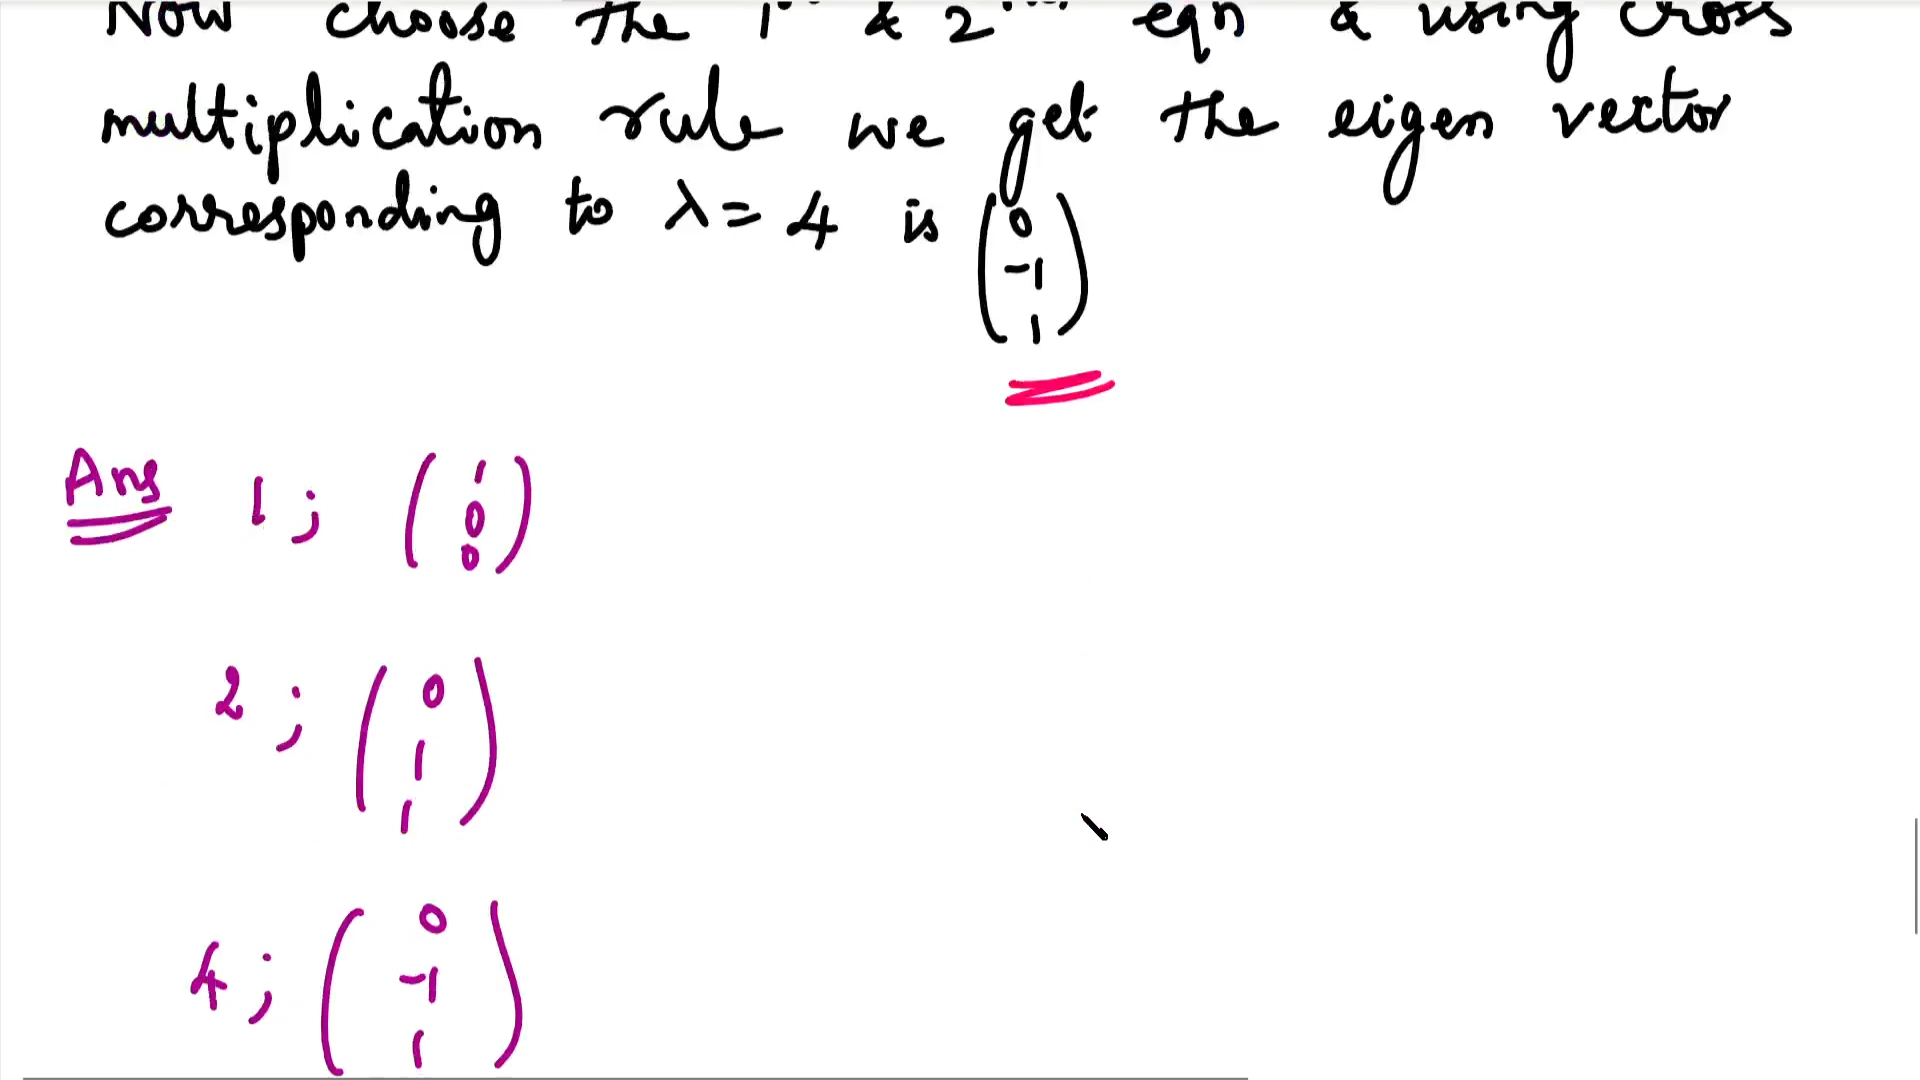 Now choose the 1st & 2nd eqn & using cross
multiplication rule we get the eigen vector
corresponding to λ = 4 is (0 -1 1)
Ans 1; (1 0 0)
2; (0 1 1)
4; (0 -1 1)